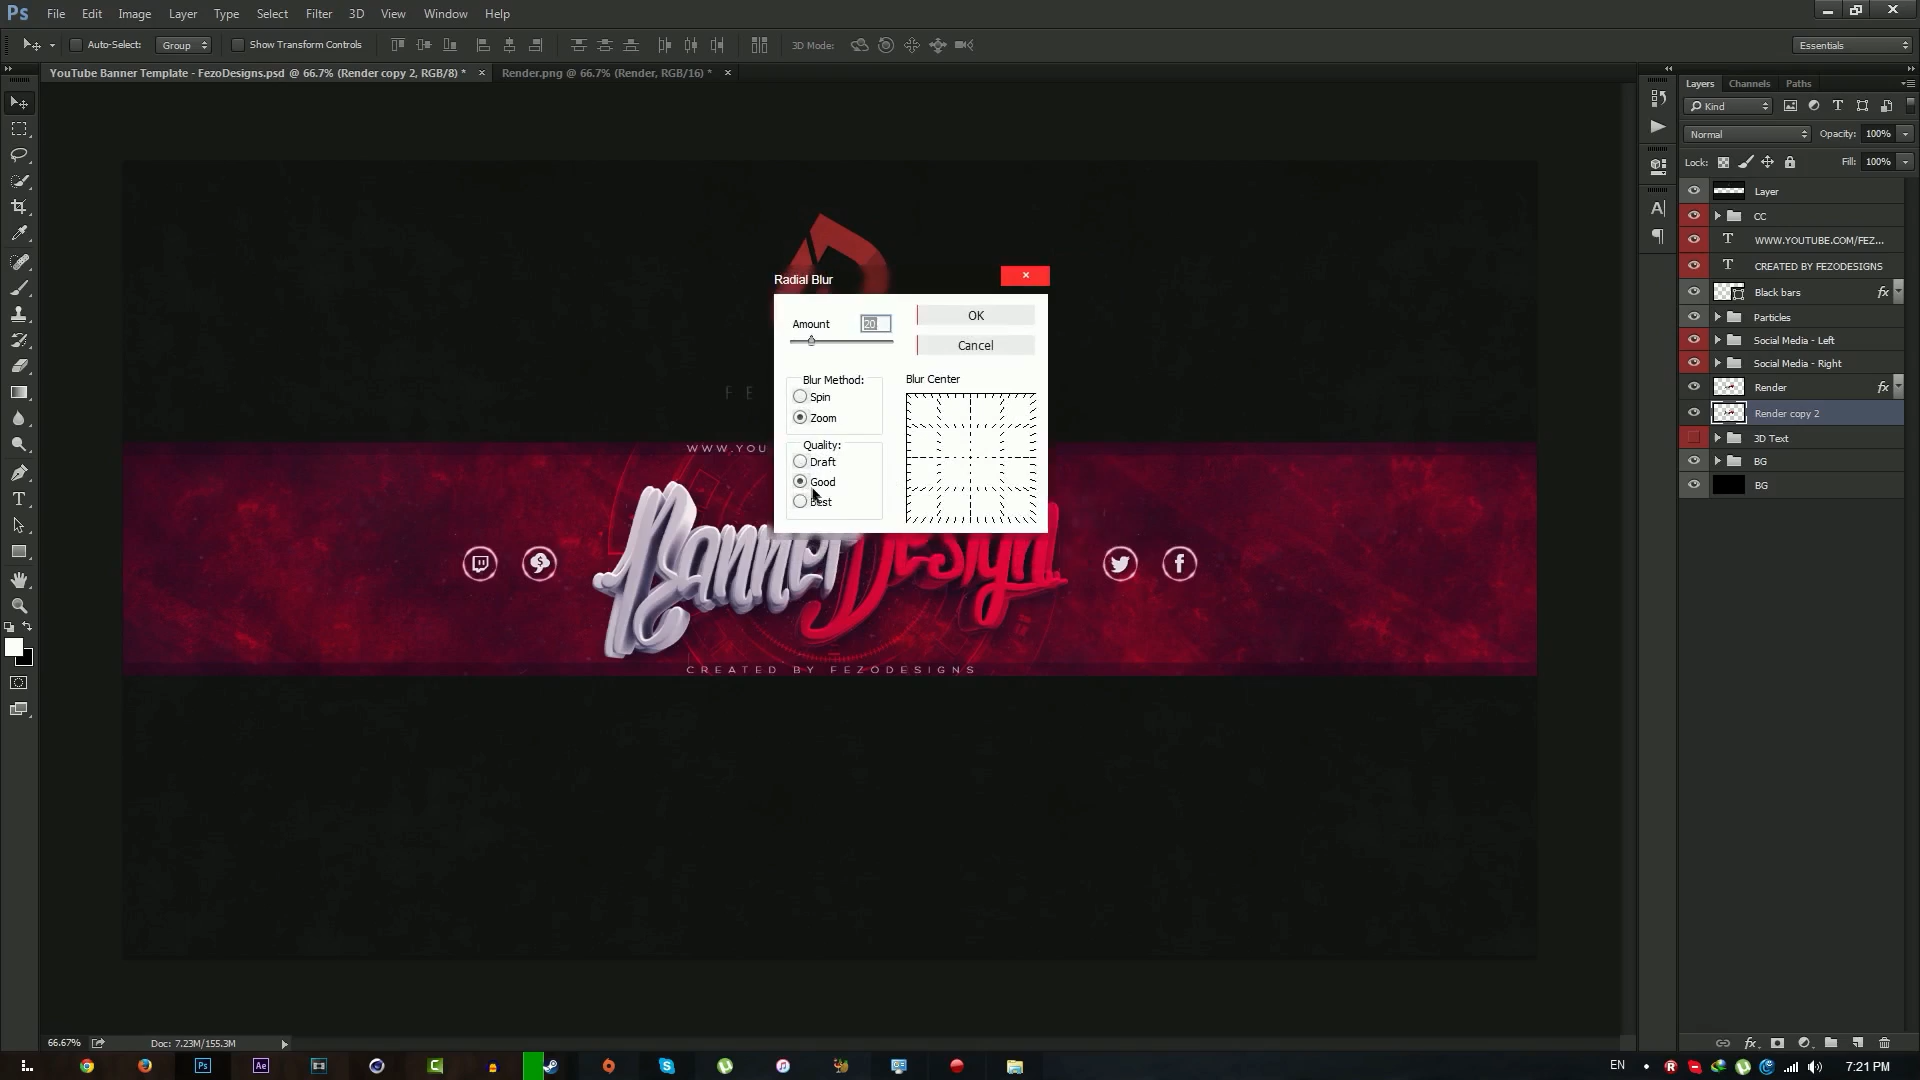 Ps File Edit Image Layer Type Select Filter 3D View Window Help
Auto-Select: Group Show Transform Controls 3D Mode: Essentials
YouTube Banner Template - FezoDesigns.psd @ 66.7% (Render copy 2, RGB/8) * × Render.png @ 66.7% (Render, RGB/16) * ×
Layers Channels Paths
Kind
Normal Opacity: 100%
Lock: Fill: 100%
Layer
CC
WWW.YOUTUBE.COM/FEZ...
CREATED BY FEZODESIGNS
Black bars fx
Particles
Social Media - Left
Social Media - Right
Render fx
Render copy 2
3D Text
BG
BG
Radial Blur
Amount 20
OK
Cancel
Blur Method:
Spin
Zoom
Quality:
Draft
Good
Best
Blur Center
F E
WWW.YOU
Banner Design
CREATED BY FEZODESIGNS
66.67% Doc: 7.23M/155.3M
Ps Ae
EN 7:21 PM